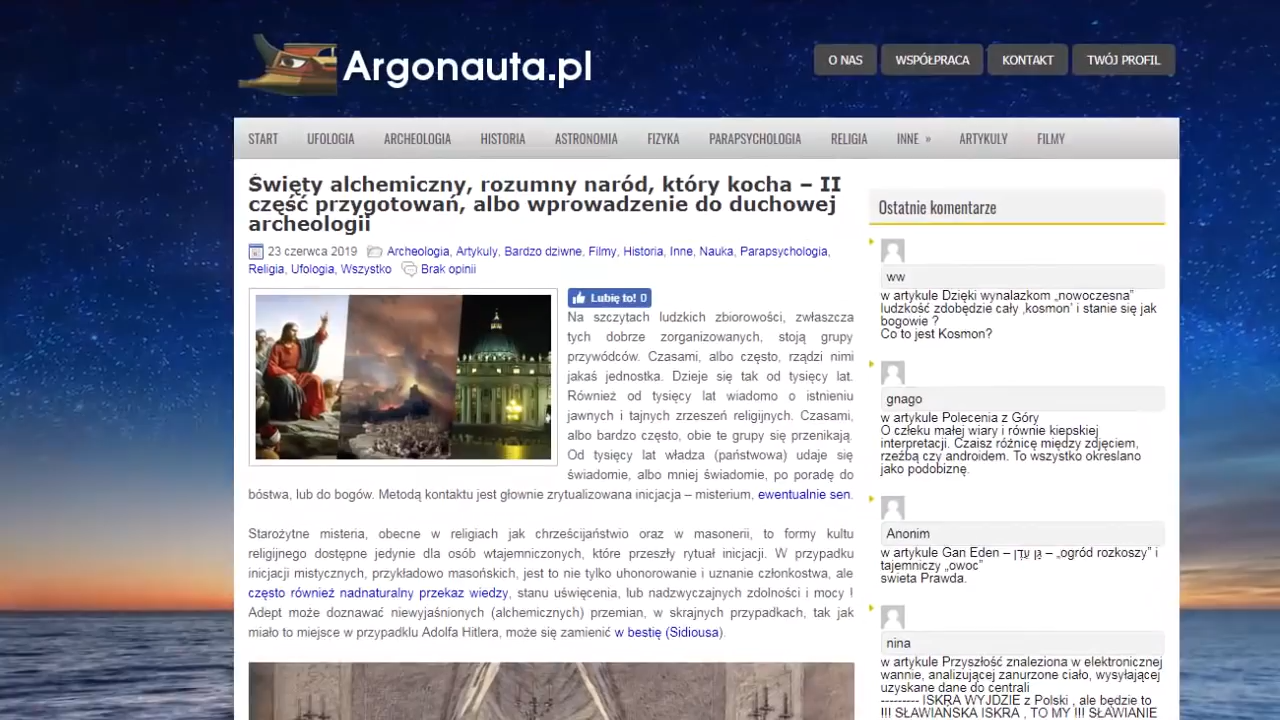 Argonauta.pl
O NAS
WSPÓŁPRACA
KONTAKT
TWÓJ PROFIL
START
UFOLOGIA
ARCHEOLOGIA
HISTORIA
ASTRONOMIA
FIZYKA
PARAPSYCHOLOGIA
RELIGIA
INNE »
ARTYKUŁY
FILMY
Święty alchemiczny, rozumny naród, który kocha – II
część przygotowań, albo wprowadzenie do duchowej
archeologii
23 czerwca 2019 Archeologia, Artykuly, Bardzo dziwne, Filmy, Historia, Inne, Nauka, Parapsychologia,
Religia, Ufologia, Wszystko Brak opinii
Lubię to! 0
Na szczytach ludzkich zbiorowości, zwłaszcza
tych dobrze zorganizowanych, stoją grupy
przywódców. Czasami, albo często, rządzi nimi
jakaś jednostka. Dzieje się tak od tysięcy lat.
Również od tysięcy lat wiadomo o istnieniu
jawnych i tajnych zrzeszeń religijnych. Czasami,
albo bardzo często, obie te grupy się przenikają.
Od tysięcy lat władza (państwowa) udaje się
świadomie, albo mniej świadomie, po poradę do
bóstwa, lub do bogów. Metodą kontaktu jest głownie zrytualizowana inicjacja – misterium, ewentualnie sen.
Starożytne misteria, obecne w religiach jak chrześcijaństwio oraz w masonerii, to formy kultu
religijnego dostępne jedynie dla osób wtajemniczonych, które przeszły rytuał inicjacji. W przypadku
inicjacji mistycznych, przykładowo masońskich, jest to nie tylko uhonorowanie i uznanie członkostwa, ale
często również nadnaturalny przekaz wiedzy, stanu uświęcenia, lub nadzwyczajnych zdolności i mocy !
Adept może doznawać niewyjaśnionych (alchemicznych) przemian, w skrajnych przypadkach, tak jak
miało to miejsce w przypadklu Adolfa Hitlera, może się zamienić w bestię (Sidiousa).
Ostatnie komentarze
ww
w artykule Dzięki wynalazkom „nowoczesna”
ludzkość zdobędzie cały ‚kosmon’ i stanie się jak
bogowie ?
Co to jest Kosmon?
gnago
w artykule Polecenia z Góry
O człeku małej wiary i równie kiepskiej
interpretacji. Czaisz różnicę między zdjęciem,
rzeźbą czy androidem. To wszystko okreslano
jako podobiznę.
Anonim
w artykule Gan Eden – גַּן עֵדֶן – „ogród rozkoszy” i
tajemniczy „owoc”
swieta Prawda.
nina
w artykule Przyszłość znaleziona w elektronicznej
wannie, analizującej zanurzone ciało, wysyłającej
uzyskane dane do centrali
--------- ISKRA WYJDZIE z Polski , ale będzie to
!!! SŁAWIAŃSKA ISKRA , TO MY !!! SŁAWIANIE